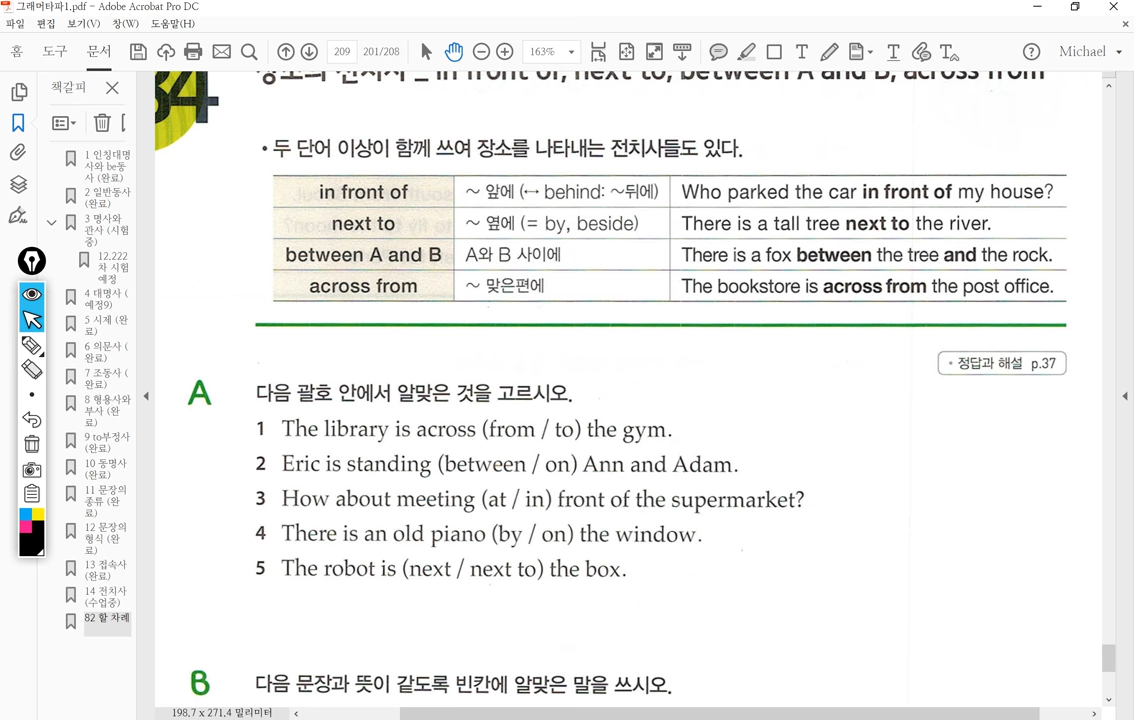 그래머타파1.pdf - Adobe Acrobat Pro DC
파일 편집 보기(V) 창(W) 도움말(H)
홈 도구 문서 209 201/208 163% Michael
책갈피
1 인칭대명
사와 be동
사 (완료)
2 일반동사
(완료)
3 명사와
관사 (시험
중)
12.222
차 시험
예정
4 대명사 (
예정9)
5 시제 (완
료)
6 의문사 (
완료)
7 조동사 (
완료)
8 형용사와
부사 (완
료)
9 to부정사
(완료)
10 동명사
(완료)
11 문장의
종류 (완
료)
12 문장의
형식 (완
료)
13 접속사
(완료)
14 전치사
(수업중)
82 할 차례
198.7 x 271.4 밀리미터
84
장소의 전치사 _ in front of, next to, between A and B, across from
• 두 단어 이상이 함께 쓰여 장소를 나타내는 전치사들도 있다.
in front of ~ 앞에 (↔ behind: ~뒤에) Who parked the car in front of my house?
next to ~ 옆에 (= by, beside) There is a tall tree next to the river.
between A and B A와 B 사이에 There is a fox between the tree and the rock.
across from ~ 맞은편에 The bookstore is across from the post office.
• 정답과 해설 p.37
A 다음 괄호 안에서 알맞은 것을 고르시오.
1 The library is across (from / to) the gym.
2 Eric is standing (between / on) Ann and Adam.
3 How about meeting (at / in) front of the supermarket?
4 There is an old piano (by / on) the window.
5 The robot is (next / next to) the box.
B 다음 문장과 뜻이 같도록 빈칸에 알맞은 말을 쓰시오.